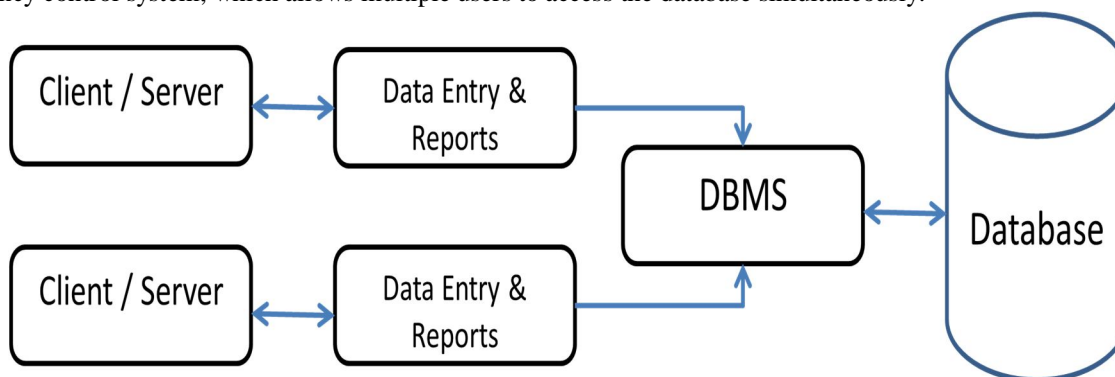 control system, which allows multiple users to access the database simultaneously.
Client / Server
Data Entry &
Reports
DBMS
Database
Client / Server
Data Entry &
Reports